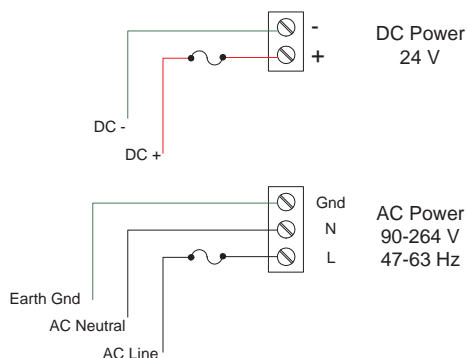 -
+
DC Power
24 V
DC -
DC +
Gnd
N
L
AC Power
90-264 V
47-63 Hz
Earth Gnd
AC Neutral
AC Line